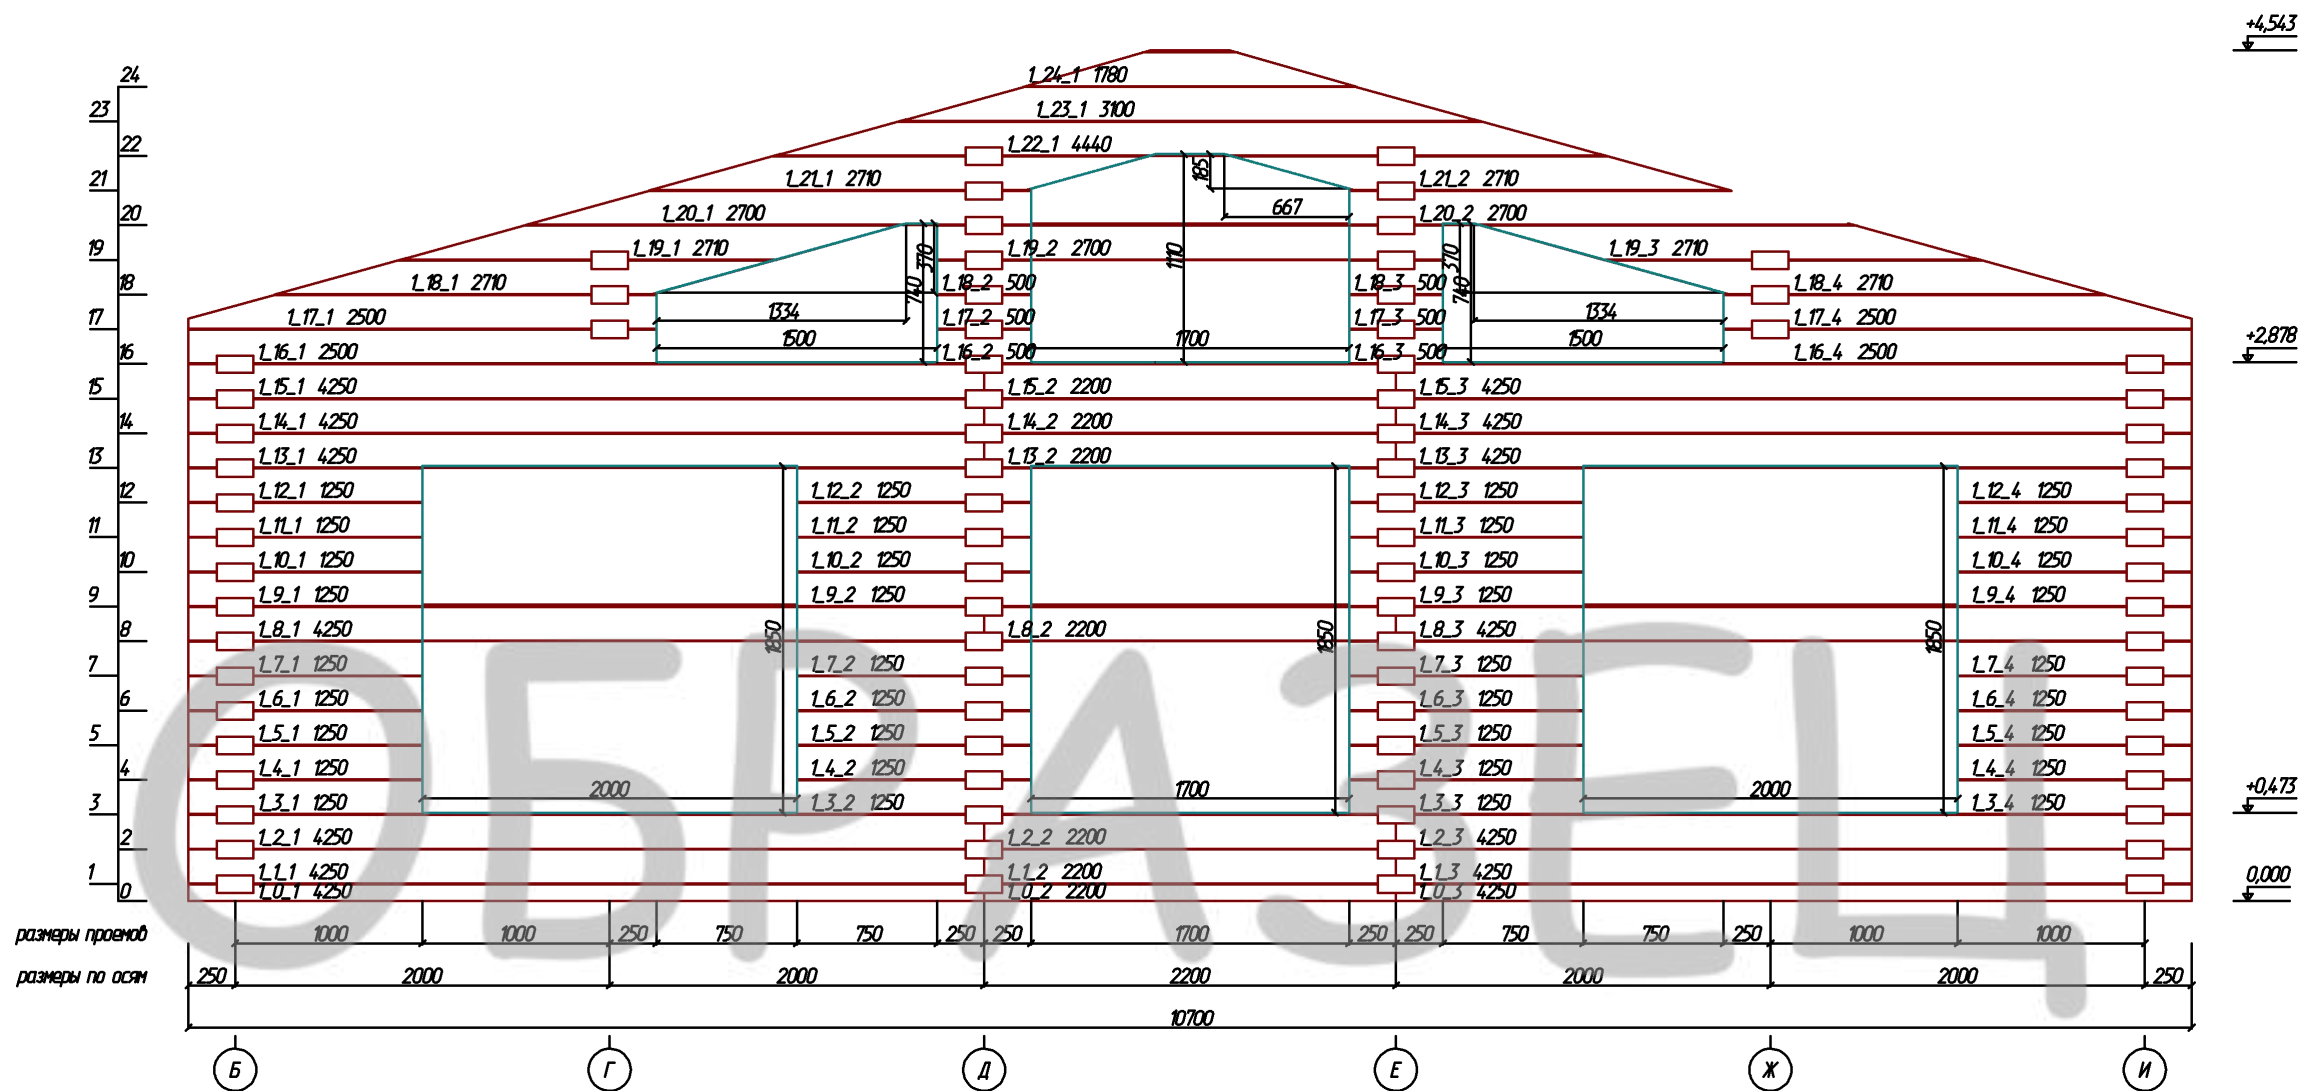 +4,543
24 1_24_1 1780
23 1_23_1 3100
22 1_22_1 4440
185
21 1_21_1 2710 1_21_2 2710
20 1_20_1 2700 667 1_20_2 2700
19 1_19_1 2710 370 1_19_2 2700 1110 370 1_19_3 2710
18 1_18_1 2710 740 1_18_2 500 1_18_3 500 740 1_18_4 2710
17 1_17_1 2500 1334 1_17_2 500 1_17_3 500 1334 1_17_4 2500
+2,878
1500 1700 1500
16 1_16_1 2500 1_16_2 500 1_16_3 500 1_16_4 2500
15 1_15_1 4250 1_15_2 2200 1_15_3 4250
14 1_14_1 4250 1_14_2 2200 1_14_3 4250
13 1_13_1 4250 1_13_2 2200 1_13_3 4250
12 1_12_1 1250 1_12_2 1250 1_12_3 1250 1_12_4 1250
11 1_11_1 1250 1_11_2 1250 1_11_3 1250 1_11_4 1250
10 1_10_1 1250 1_10_2 1250 1_10_3 1250 1_10_4 1250
9 1_9_1 1250 1_9_2 1250 1_9_3 1250 1_9_4 1250
8 1_8_1 4250 1850 1_8_2 2200 1850 1_8_3 4250 1850
7 1_7_1 1250 1_7_2 1250 1_7_3 1250 1_7_4 1250
6 1_6_1 1250 1_6_2 1250 1_6_3 1250 1_6_4 1250
5 1_5_1 1250 1_5_2 1250 1_5_3 1250 1_5_4 1250
4 1_4_1 1250 1_4_2 1250 1_4_3 1250 1_4_4 1250
2000 1700 2000 +0,473
3 1_3_1 1250 1_3_2 1250 1_3_3 1250 1_3_4 1250
ОБРАЗЕЦ
2 1_2_1 4250 1_2_2 2200 1_2_3 4250
1 1_1_1 4250 1_1_2 2200 1_1_3 4250 0,000
0 1_0_1 4250 1_0_2 2200 1_0_3 4250
размеры проемов 1000 1000 250 750 750 250 250 1700 250 250 750 750 250 1000 1000
размеры по осям 250 2000 2000 2200 2000 2000 250
10700
Б Г Д Е Ж И